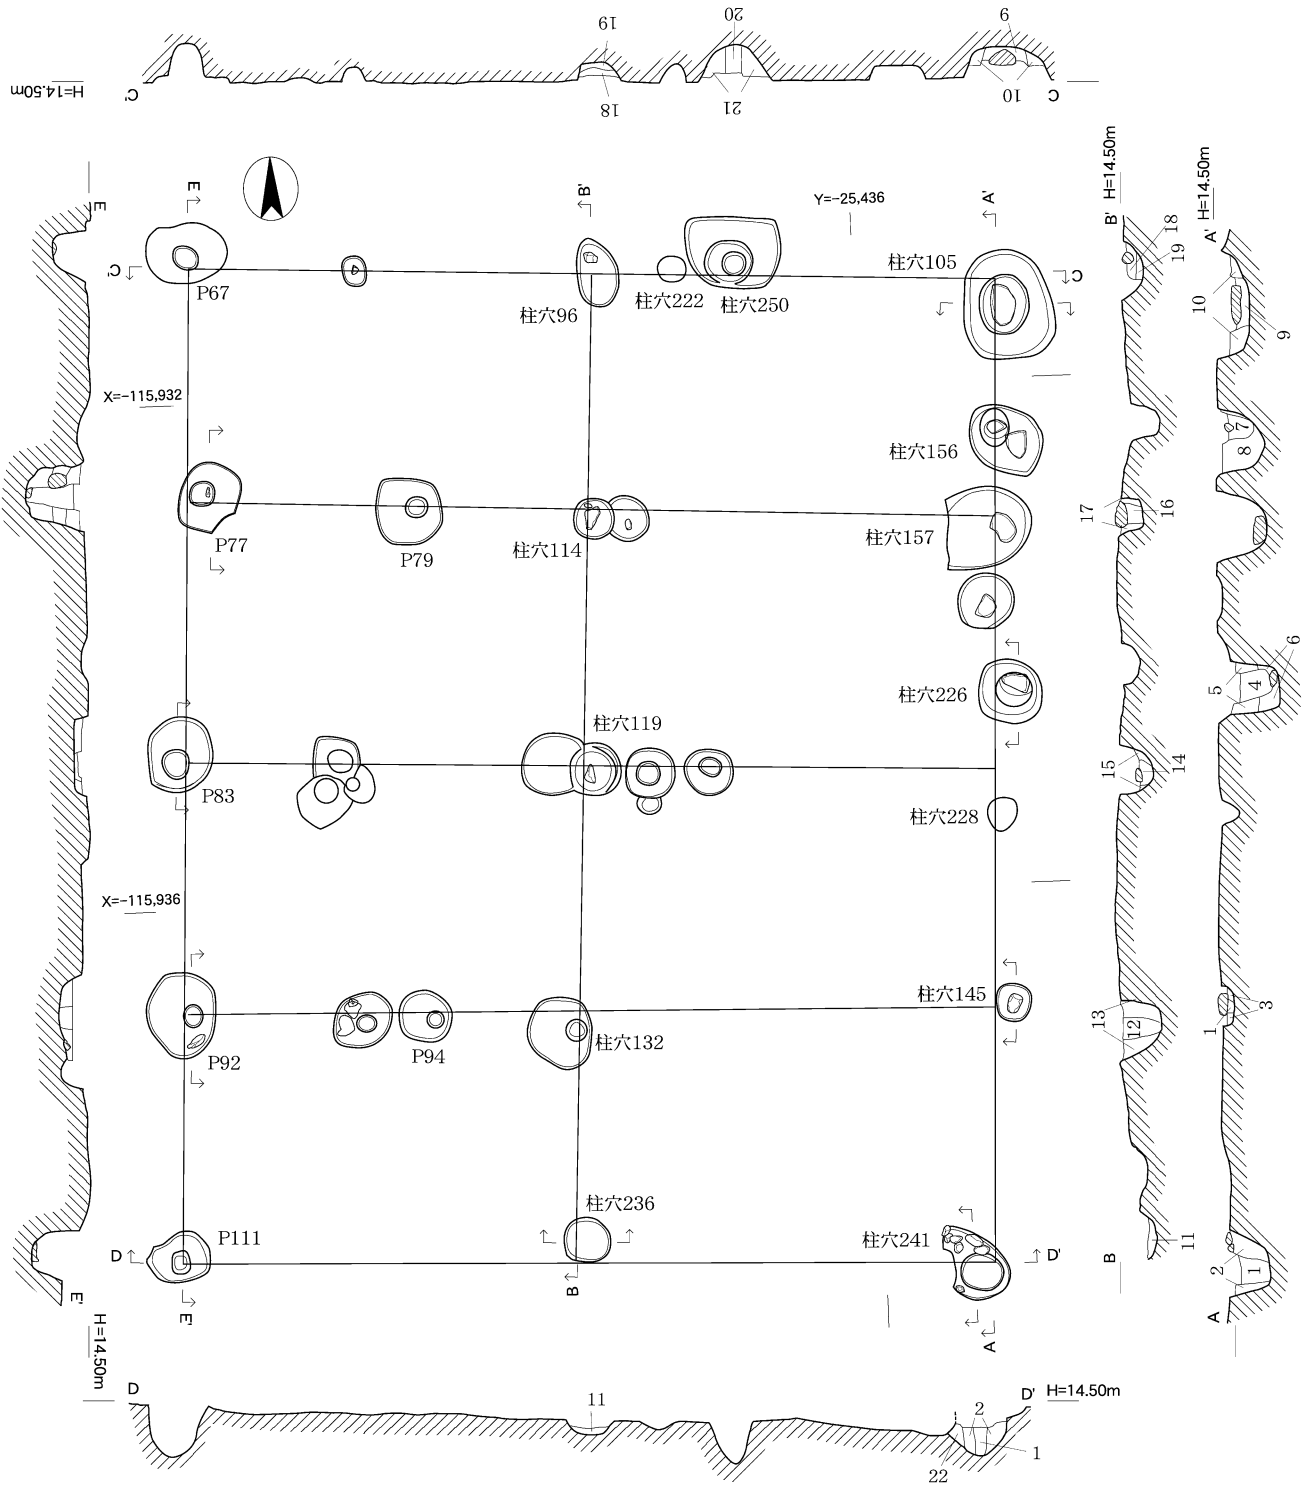 19
20
9
H=14.50m
C'
18
21
10
C
E
B'
Y=-25,436
A'
B'
H=14.50m
A'
H=14.50m
E
C'
P67
柱穴96
柱穴222
柱穴250
柱穴105
C
18
19
10
9
X=-115,932
柱穴156
7
8
P77
P79
柱穴114
柱穴157
17
16
柱穴226
5
4
6
柱穴119
P83
柱穴228
15
14
X=-115,936
柱穴145
P92
P94
柱穴132
13
12
1
3
柱穴236
P111
柱穴241
D
D'
B
11
2
1
E'
E'
B
A
A
H=14.50m
D
11
2
D'
H=14.50m
1
22